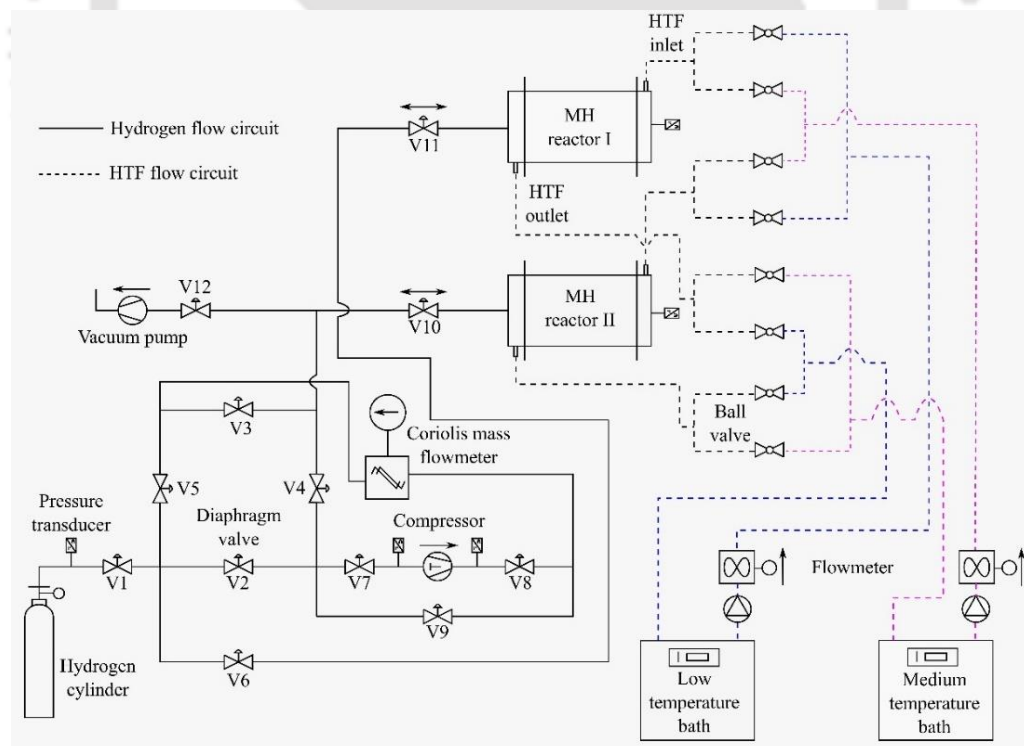 HTF
inlet
Hydrogen flow circuit
HTF flow circuit
V11
MH
reactor I
HTF
outlet
V12
Vacuum pump
V10
MH
reactor II
V3
Coriolis mass
flowmeter
Ball
valve
Pressure
transducer
V5
V4
Diaphragm
valve
Compressor
V1
V2
V7
V8
Flowmeter
V9
V6
Hydrogen
cylinder
Low
temperature
bath
Medium
temperature
bath